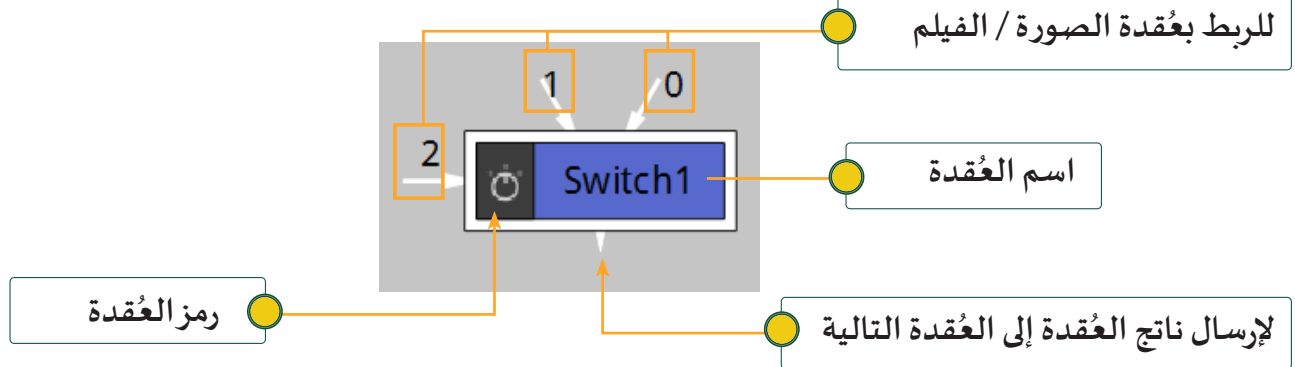 للربط بعُقدة الصورة / الفيلم
1
0
2
Switch1
اسم العُقدة
رمز العُقدة
لإرسال ناتج العُقدة إلى العُقدة التالية